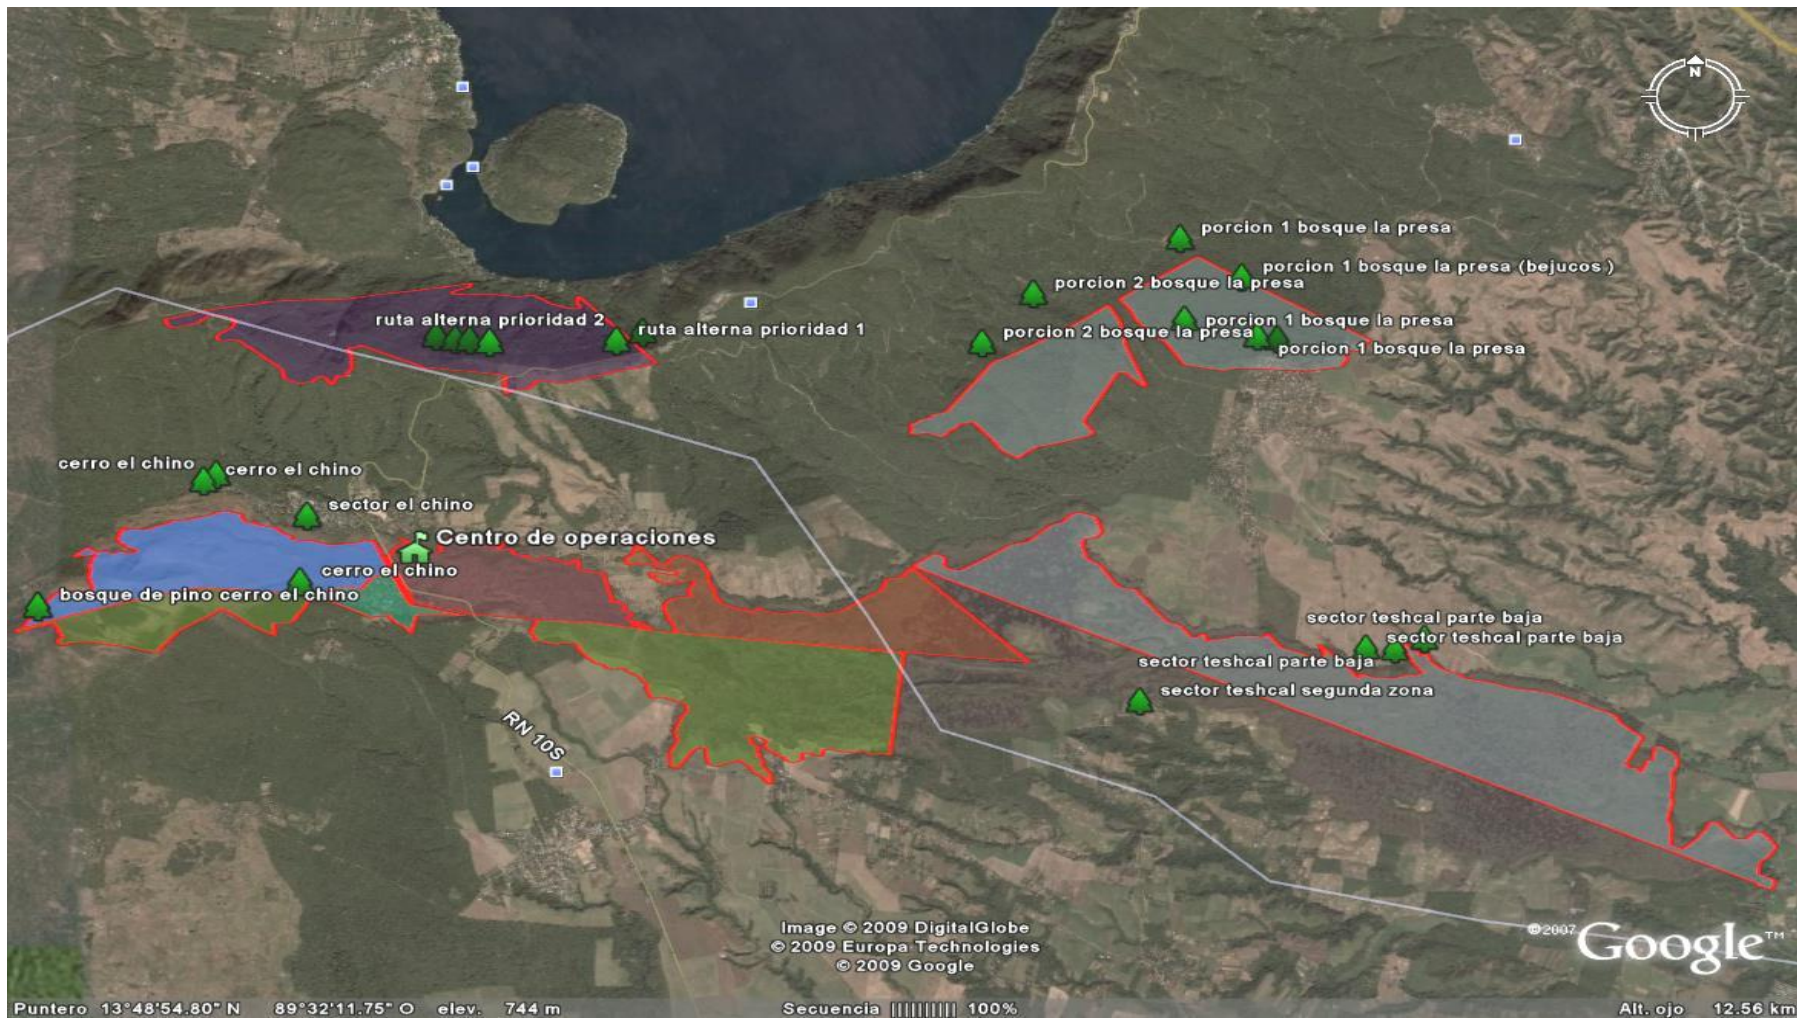 N
porcion 1 bosque la presa
porcion 1 bosque la presa (bejucos )
porcion 2 bosque la presa
ruta alterna prioridad 2
ruta alterna prioridad 1
porcion 2 bosque la presa
porcion 1 bosque la presa
porcion 1 bosque la presa
cerro el chino
cerro el chino
sector el chino
Centro de operaciones
cerro el chino
bosque de pino cerro el chino
sector teshcal parte baja
sector teshcal parte baja
sector teshcal parte baja
sector teshcal segunda zona
RN 10S
Image © 2009 DigitalGlobe
© 2009 Europa Technologies
© 2009 Google
©2007 Google™
Puntero 13°48'54.80" N 89°32'11.75" O elev. 744 m Secuencia |||||||||| 100% Alt. ojo 12.56 km